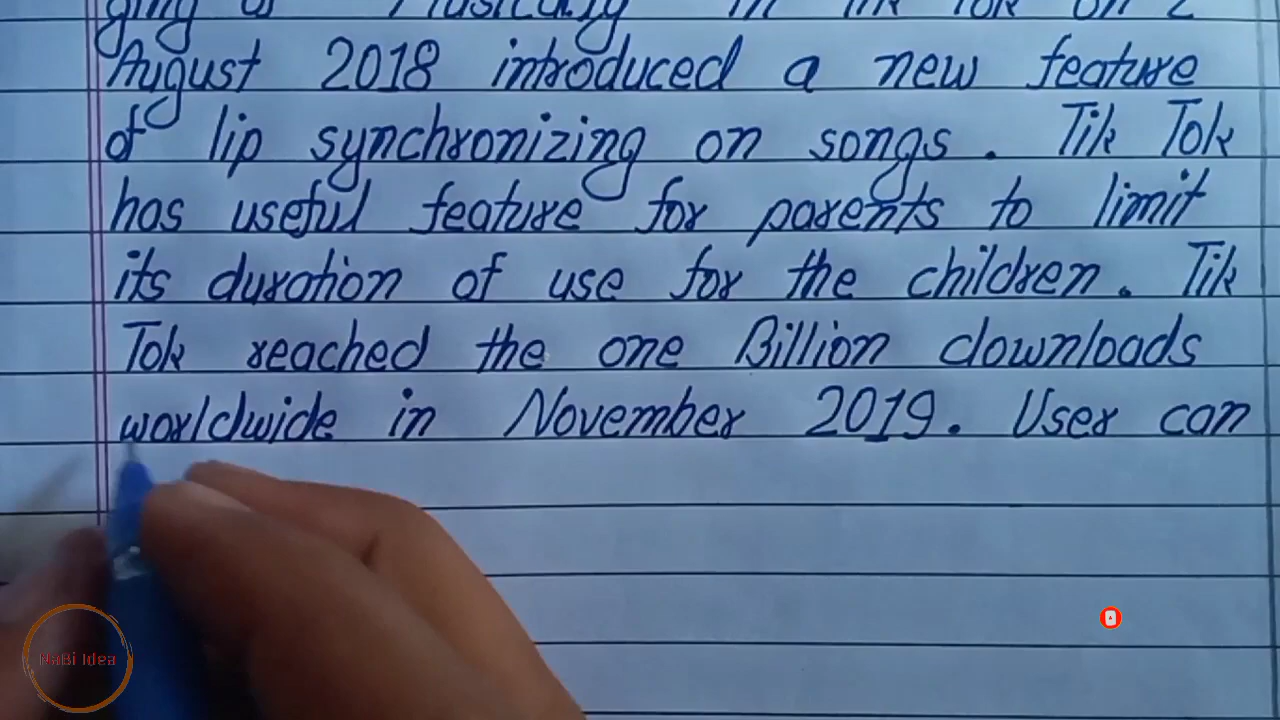 August 2018 introduced a new feature
of lip synchronizing on songs. Tik Tok
has useful feature for parents to limit
its duration of use for the children. Tik
Tok reached the one Billion downloads
worldwide in November 2019. User can
NaBi Idea